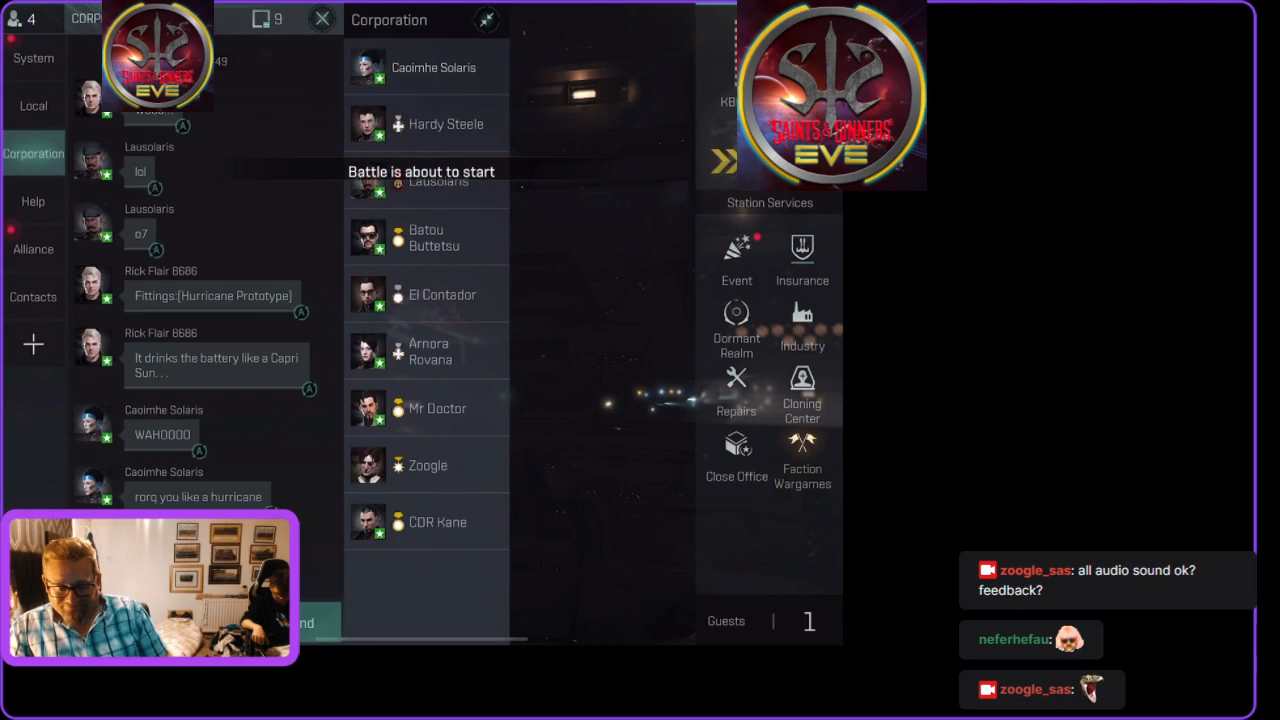 4
CORP
9
System
Local
Corporation
Help
Alliance
Contacts
SAINTS & SINNERS
EVE
49
Lausolaris
lol
Lausolaris
o7
Rick Flair 8686
Fittings:(Hurricane Prototype)
Rick Flair 8686
It drinks the battery like a Capri
Sun...
Caoimhe Solaris
WAHOOOO
Caoimhe Solaris
rorq you like a hurricane
nd
Corporation
Caoimhe Solaris
Hardy Steele
Battle is about to start
Lausolaris
Batou
Buttetsu
El Contador
Arnora
Rovana
Mr Doctor
Zoogle
CDR Kane
KB
SAINTS & SINNERS
EVE
Station Services
Event
Insurance
Dormant
Realm
Industry
Repairs
Cloning
Center
Close Office
Faction
Wargames
Guests
1
zoogle_sas: all audio sound ok?
feedback?
neferhefau:
zoogle_sas: